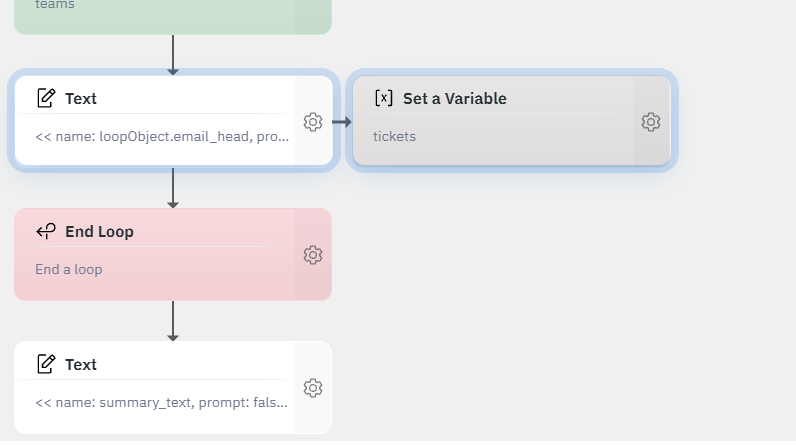 teams
Text
<< name: loopObject.email_head, pro...
Set a Variable
tickets
End Loop
End a loop
Text
<< name: summary_text, prompt: fals...